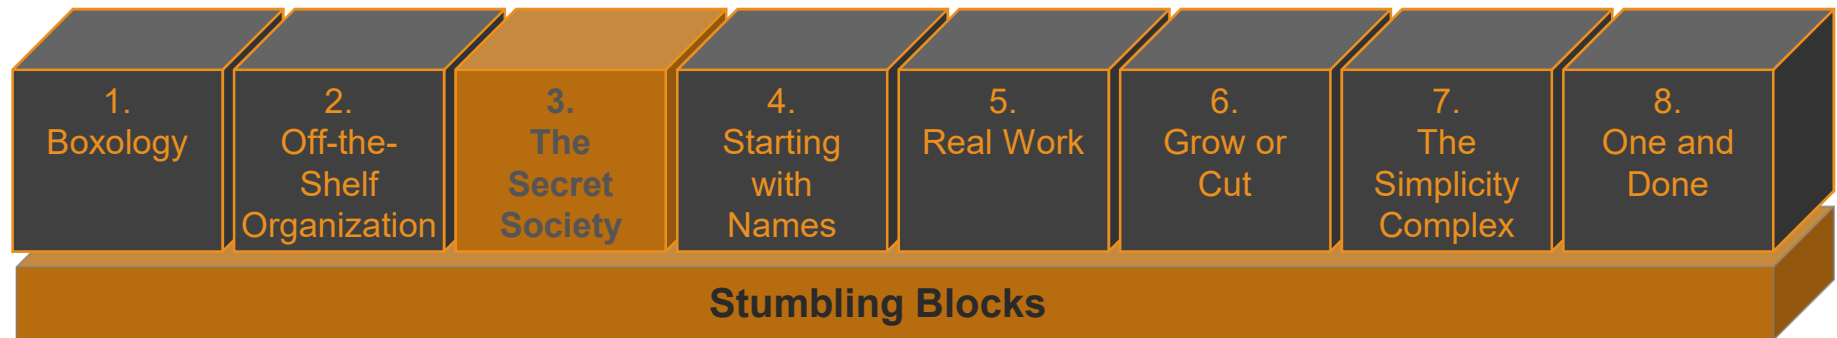 1.
Boxology
2.
Off-the-
Shelf
Organization
3.
The
Secret
Society
4.
Starting
with
Names
5.
Real Work
6.
Grow or
Cut
7.
The
Simplicity
Complex
8.
One and
Done
Stumbling Blocks